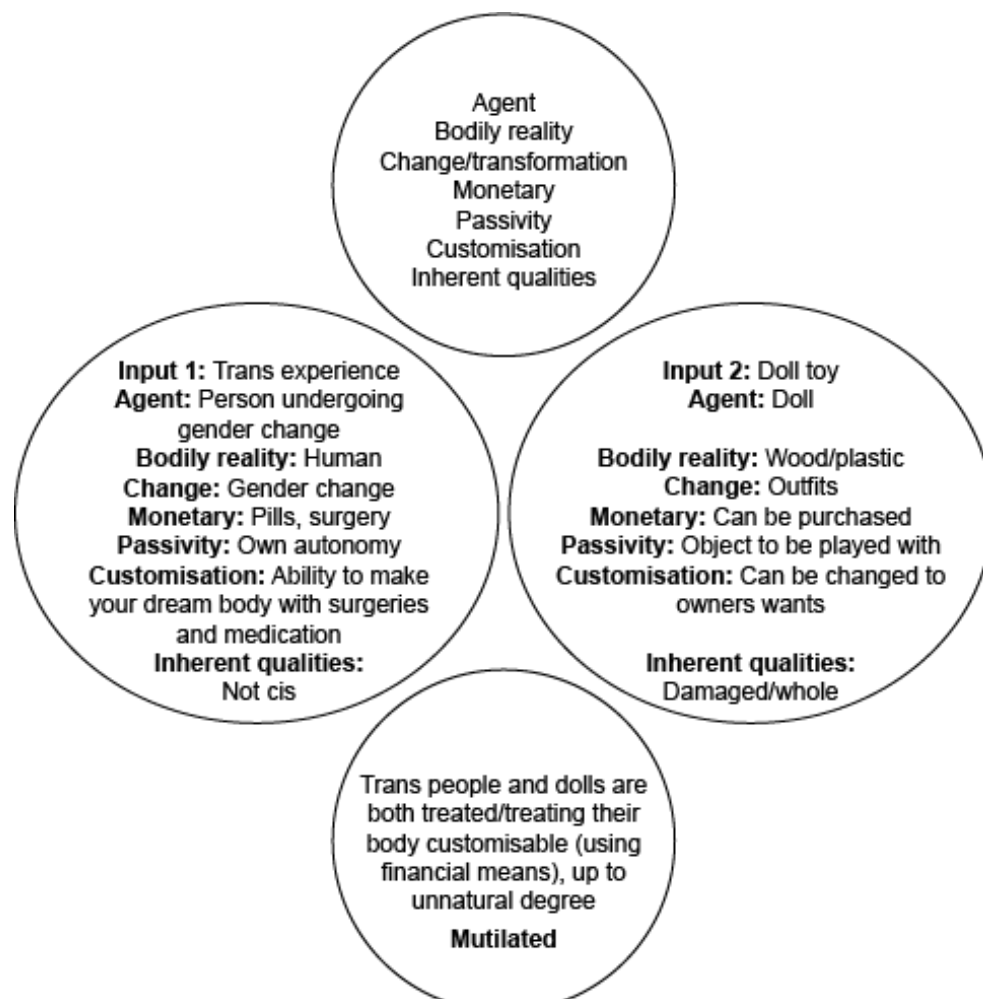 Agent
Bodily reality
Change/transformation
Monetary
Passivity
Customisation
Inherent qualities
Input 1: Trans experience
Agent: Person undergoing
gender change
Bodily reality: Human
Change: Gender change
Monetary: Pills, surgery
Passivity: Own autonomy
Customisation: Ability to make
your dream body with surgeries
and medication
Inherent qualities:
Not cis
Input 2: Doll toy
Agent: Doll
Bodily reality: Wood/plastic
Change: Outfits
Monetary: Can be purchased
Passivity: Object to be played with
Customisation: Can be changed to
owners wants
Inherent qualities:
Damaged/whole
Trans people and dolls are
both treated/treating their
body customisable (using
financial means), up to
unnatural degree
Mutilated